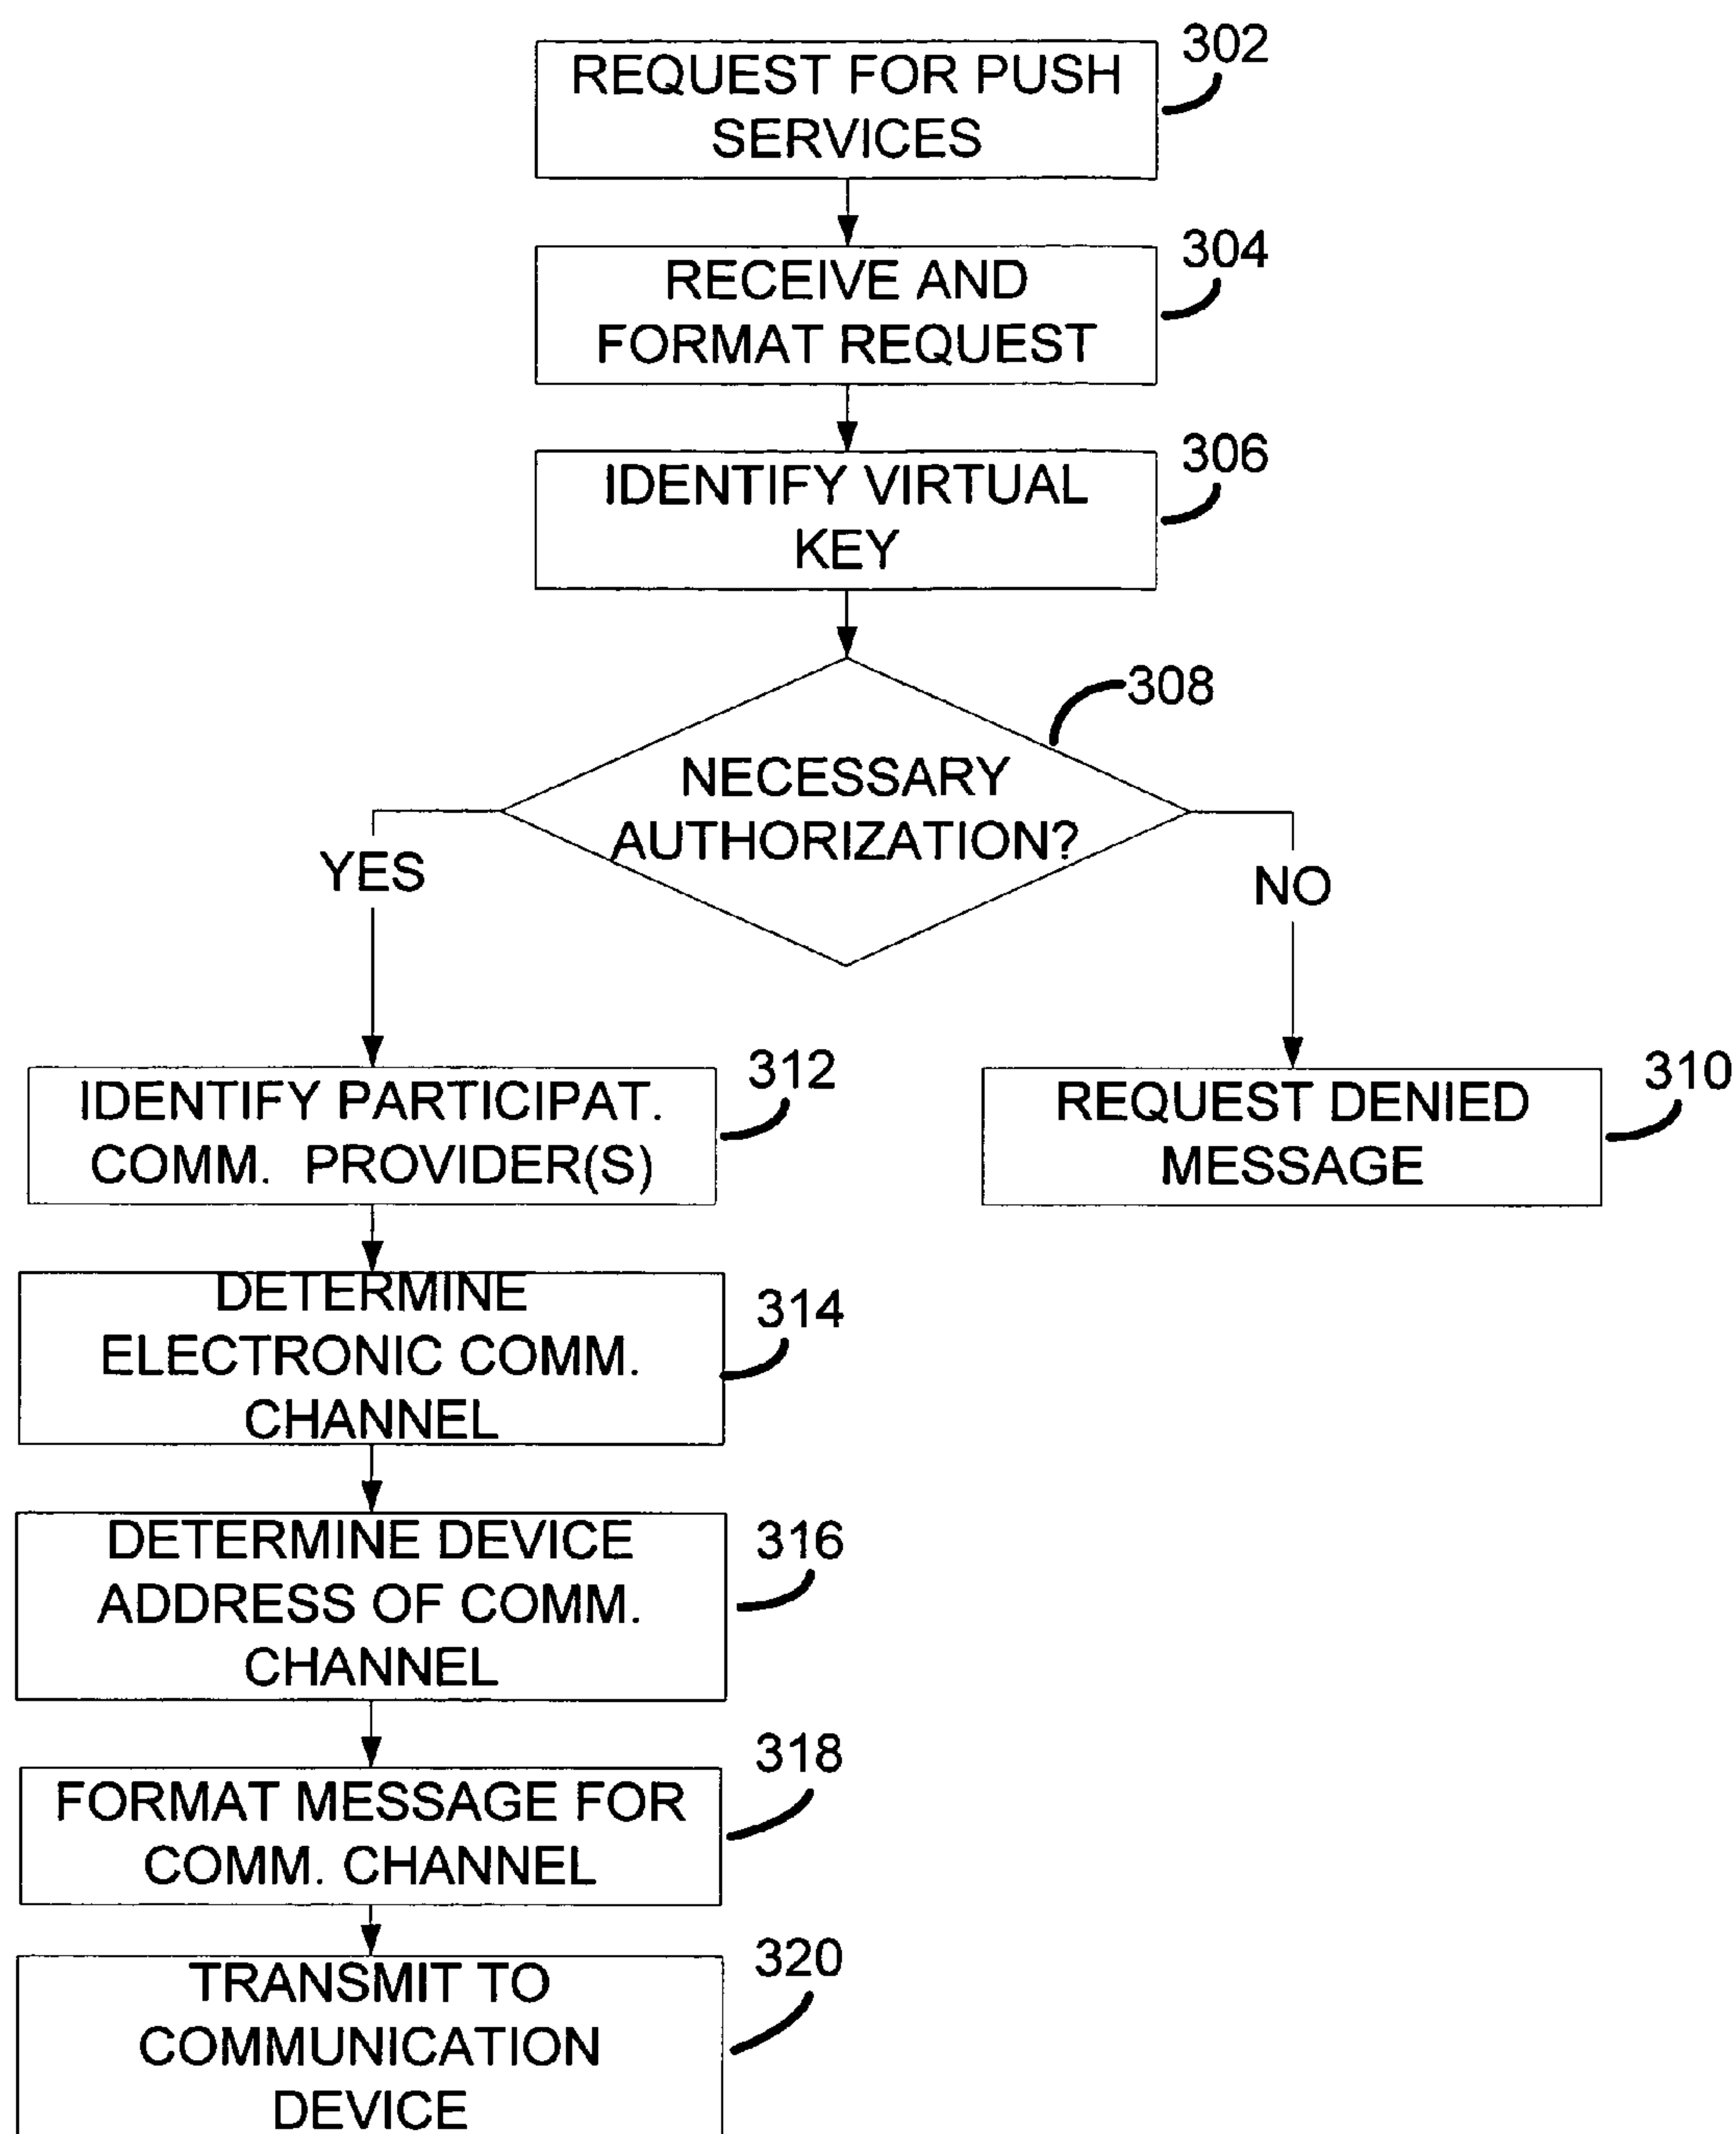 302
REQUEST FOR PUSH
SERVICES
304
RECEIVE AND
FORMAT REQUEST
306
IDENTIFY VIRTUAL
KEY
308
NECESSARY
AUTHORIZATION?
YES
NO
312
IDENTIFY PARTICIPAT.
COMM. PROVIDER(S)
310
REQUEST DENIED
MESSAGE
314
DETERMINE
ELECTRONIC COMM.
CHANNEL
316
DETERMINE DEVICE
ADDRESS OF COMM.
CHANNEL
318
FORMAT MESSAGE FOR
COMM. CHANNEL
320
TRANSMIT TO
COMMUNICATION
DEVICE